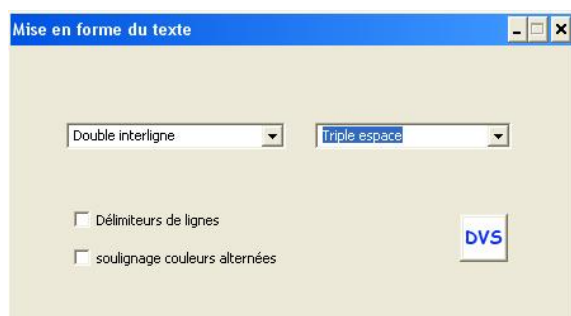 Mise en forme du texte
Double interligne
Triple espace
Délimiteurs de lignes
soulignage couleurs alternées
DVS